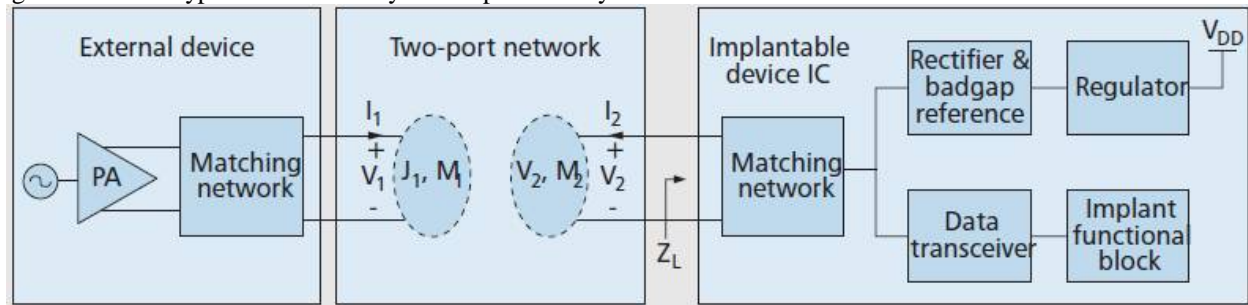 External device
PA
Matching
network
Two-port network
I1
+
V1
-
J1, M1
V2, M2
I2
+
V2
-
ZL
Implantable
device IC
Matching
network
Rectifier &
badgap
reference
Regulator
VDD
Data
transceiver
Implant
functional
block